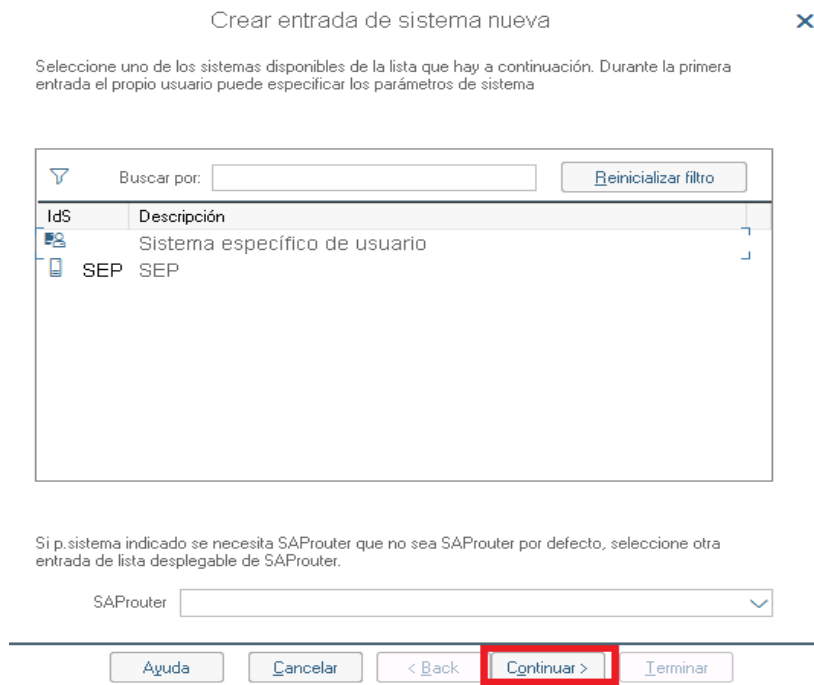 Crear entrada de sistema nueva
Seleccione uno de los sistemas disponibles de la lista que hay a continuación. Durante la primera
entrada el propio usuario puede especificar los parámetros de sistema
Buscar por:
Reinicializar filtro
IdS Descripción
Sistema específico de usuario
SEP SEP
Si p.sistema indicado se necesita SAProuter que no sea SAProuter por defecto, seleccione otra
entrada de lista desplegable de SAProuter.
SAProuter
Ayuda Cancelar < Back Continuar > Terminar